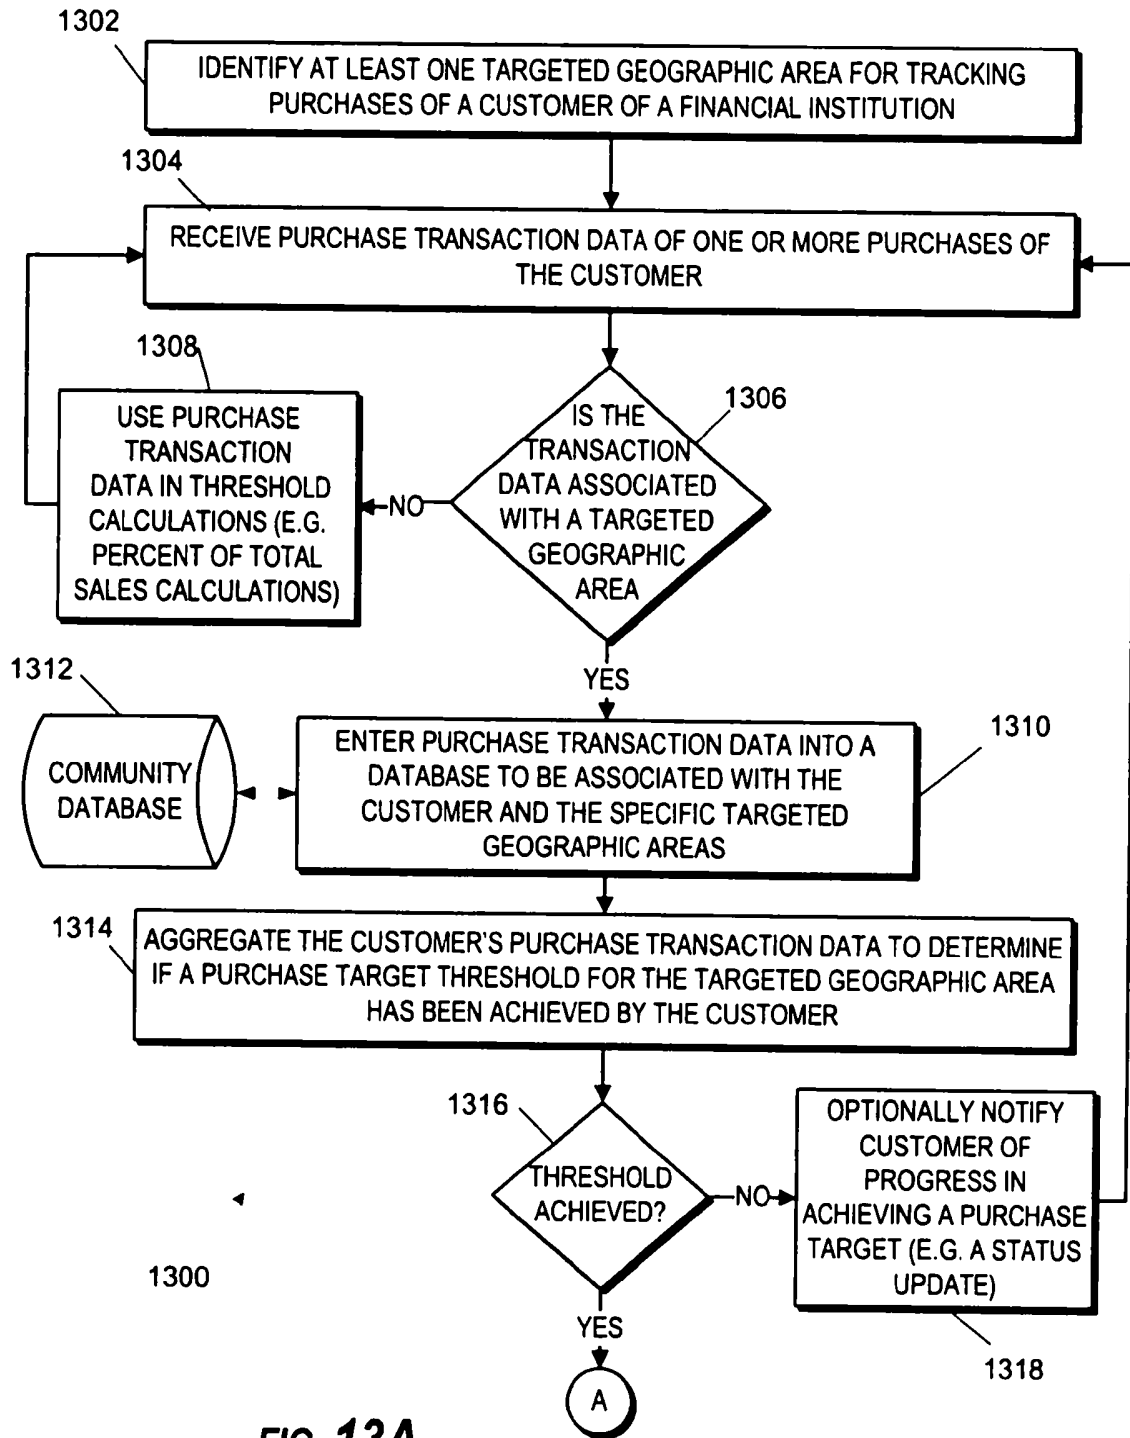 1302
IDENTIFY AT LEAST ONE TARGETED GEOGRAPHIC AREA FOR TRACKING
PURCHASES OF A CUSTOMER OF A FINANCIAL INSTITUTION
1304
RECEIVE PURCHASE TRANSACTION DATA OF ONE OR MORE PURCHASES OF
THE CUSTOMER
1308
USE PURCHASE
TRANSACTION
DATA IN THRESHOLD
CALCULATIONS (E.G.
PERCENT OF TOTAL
SALES CALCULATIONS)
NO
1306
IS THE
TRANSACTION
DATA ASSOCIATED
WITH A TARGETED
GEOGRAPHIC
AREA
YES
1312
COMMUNITY
DATABASE
1310
ENTER PURCHASE TRANSACTION DATA INTO A
DATABASE TO BE ASSOCIATED WITH THE
CUSTOMER AND THE SPECIFIC TARGETED
GEOGRAPHIC AREAS
1314
AGGREGATE THE CUSTOMER'S PURCHASE TRANSACTION DATA TO DETERMINE
IF A PURCHASE TARGET THRESHOLD FOR THE TARGETED GEOGRAPHIC AREA
HAS BEEN ACHIEVED BY THE CUSTOMER
1316
THRESHOLD
ACHIEVED?
NO
OPTIONALLY NOTIFY
CUSTOMER OF
PROGRESS IN
ACHIEVING A PURCHASE
TARGET (E.G. A STATUS
UPDATE)
1318
1300
YES
A
FIG. 13A